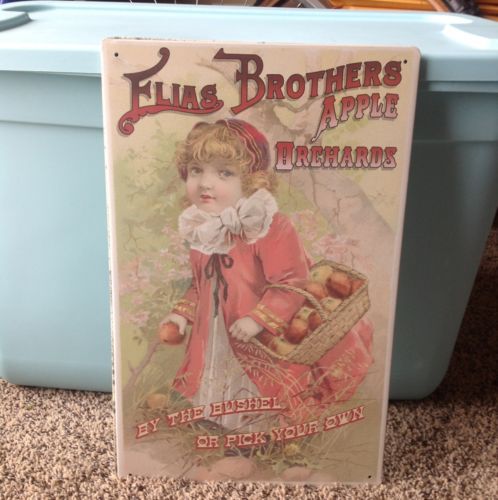 Elias Brothers'
Apple
Orchards
By the Bushel
or Pick Your Own